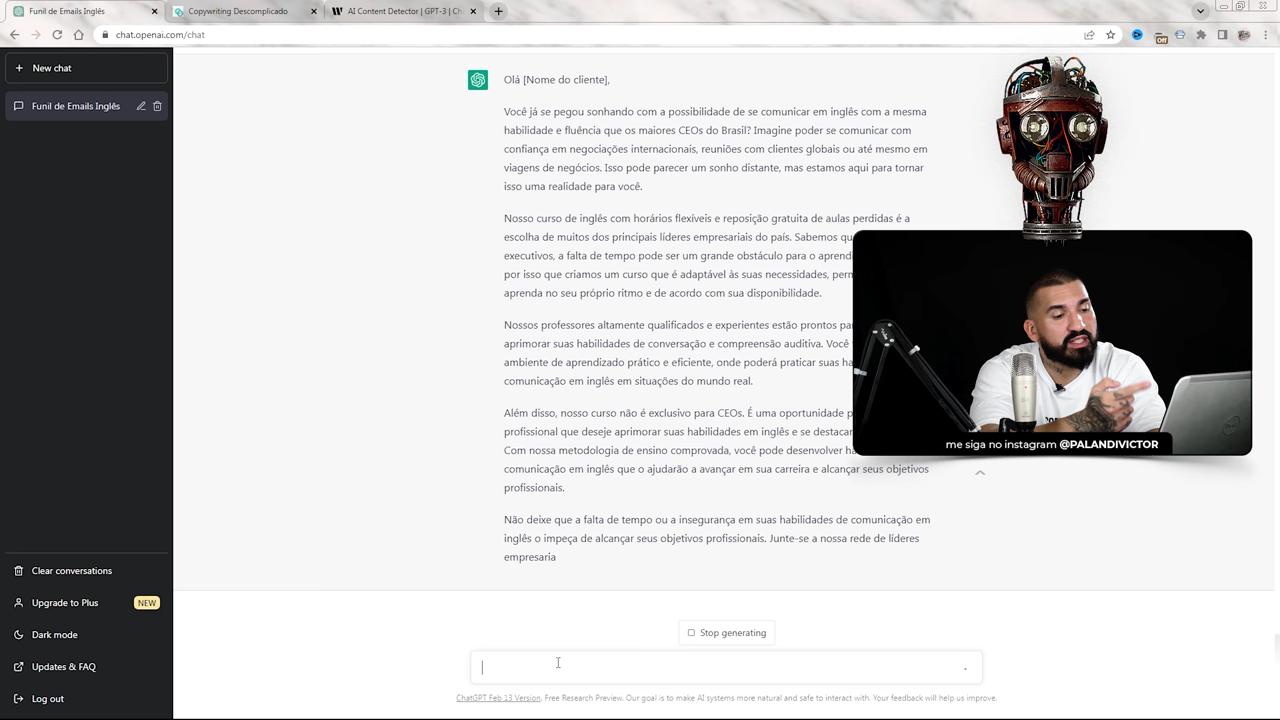 Funil de Emails Inglês
Copywriting Descomplicado
AI Content Detector | GPT-3 | Ch
chat.openai.com/chat
Off
New chat
Funil de Emails Inglês
Olá [Nome do cliente],
Você já se pegou sonhando com a possibilidade de se comunicar em inglês com a mesma
habilidade e fluência que os maiores CEOs do Brasil? Imagine poder se comunicar com
confiança em negociações internacionais, reuniões com clientes globais ou até mesmo em
viagens de negócios. Isso pode parecer um sonho distante, mas estamos aqui para tornar
isso uma realidade para você.
Nosso curso de inglês com horários flexíveis e reposição gratuita de aulas perdidas é a
escolha de muitos dos principais líderes empresariais do país. Sabemos qu
executivos, a falta de tempo pode ser um grande obstáculo para o aprendi
por isso que criamos um curso que é adaptável às suas necessidades, perm
aprenda no seu próprio ritmo e de acordo com sua disponibilidade.
Nossos professores altamente qualificados e experientes estão prontos par
aprimorar suas habilidades de conversação e compreensão auditiva. Você
ambiente de aprendizado prático e eficiente, onde poderá praticar suas ha
comunicação em inglês em situações do mundo real.
Além disso, nosso curso não é exclusivo para CEOs. É uma oportunidade p
profissional que deseje aprimorar suas habilidades em inglês e se destacar
Com nossa metodologia de ensino comprovada, você pode desenvolver ha
comunicação em inglês que o ajudarão a avançar em sua carreira e alcançar seus objetivos
profissionais.
Não deixe que a falta de tempo ou a insegurança em suas habilidades de comunicação em
inglês o impeça de alcançar seus objetivos profissionais. Junte-se a nossa rede de líderes
empresaria
me siga no instagram @PALANDIVICTOR
Clear conversations
Upgrade to Plus NEW
Dark mode
Updates & FAQ
Log out
Stop generating
ChatGPT Feb 13 Version. Free Research Preview. Our goal is to make AI systems more natural and safe to interact with. Your feedback will help us improve.